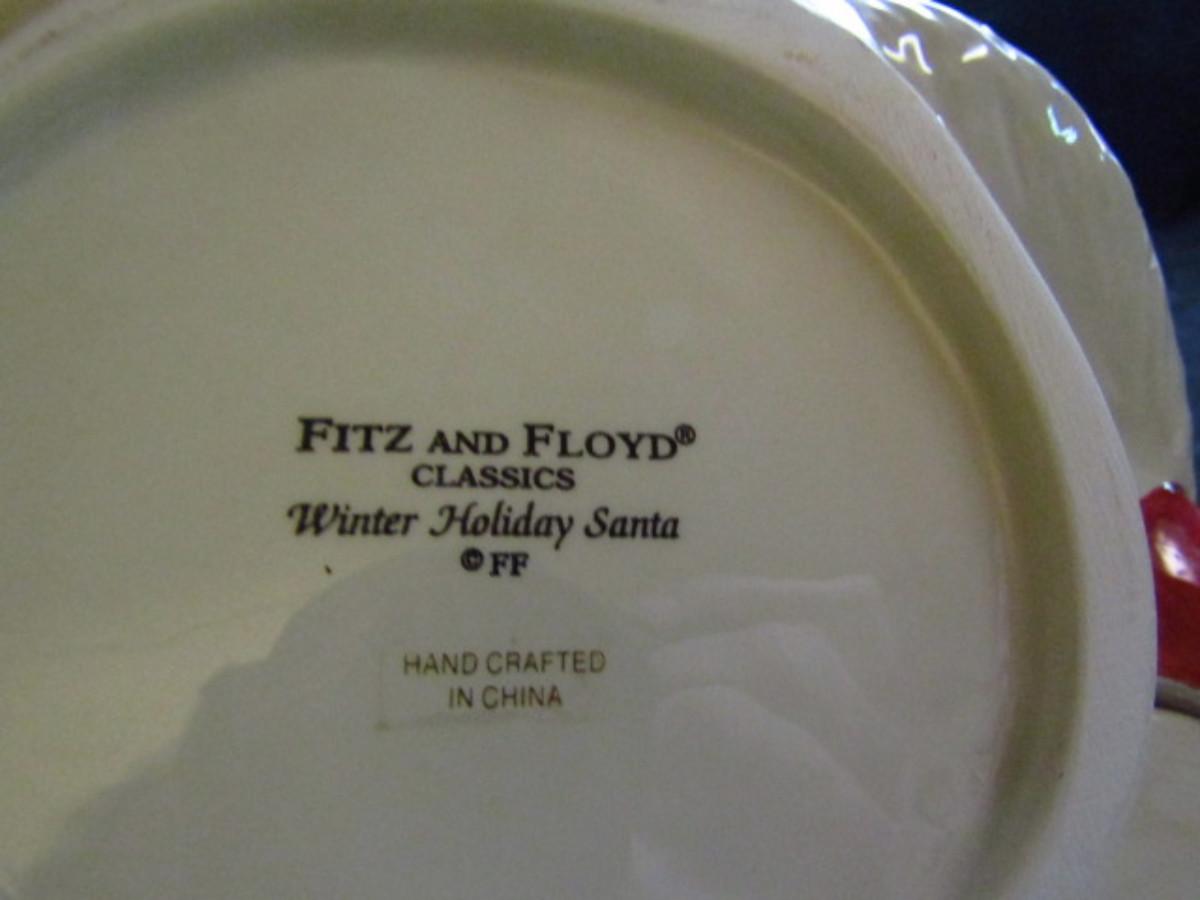 FITZ AND FLOYD®
CLASSICS
Winter Holiday Santa
© FF
HAND CRAFTED
IN CHINA